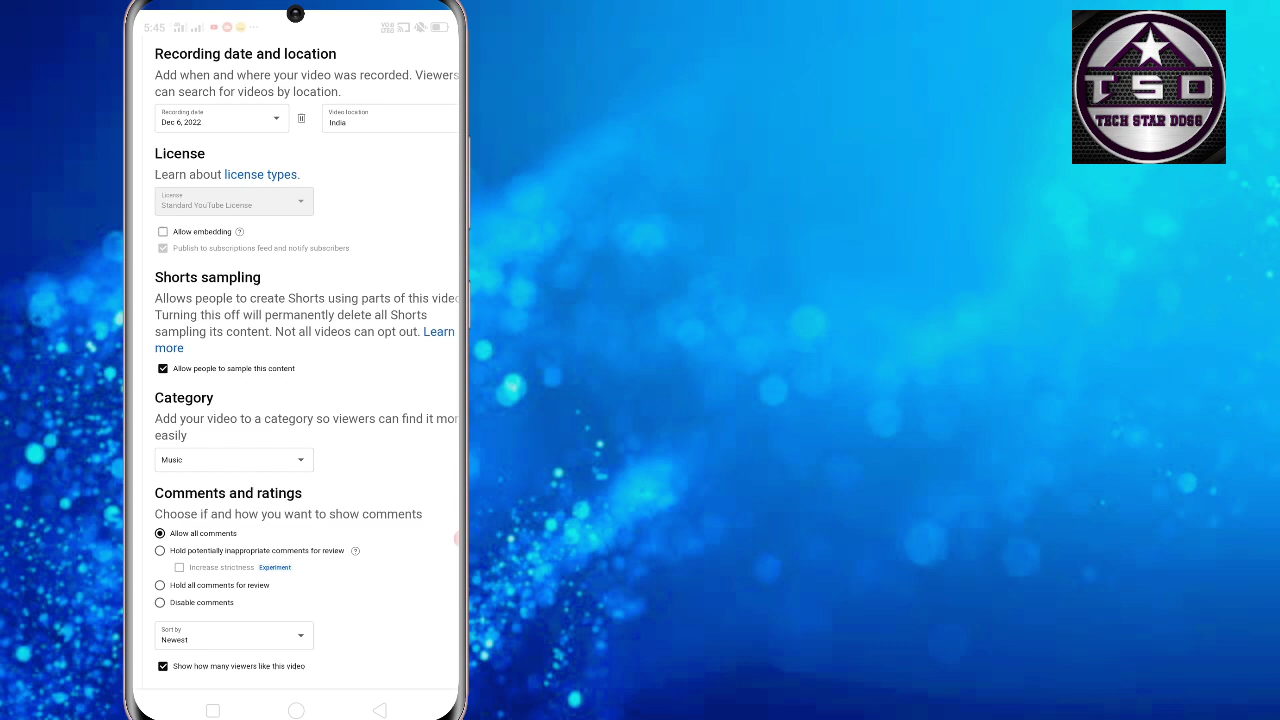 5:45
Recording date and location
Add when and where your video was recorded. Viewers
can search for videos by location.
Recording date
Dec 6, 2022
Video location
India
License
Learn about license types.
License
Standard YouTube License
Allow embedding ?
Publish to subscriptions feed and notify subscribers
Shorts sampling
Allows people to create Shorts using parts of this video
Turning this off will permanently delete all Shorts
sampling its content. Not all videos can opt out. Learn
more
Allow people to sample this content
Category
Add your video to a category so viewers can find it mor
easily
Music
Comments and ratings
Choose if and how you want to show comments
Allow all comments
Hold potentially inappropriate comments for review ?
Increase strictness Experiment
Hold all comments for review
Disable comments
Sort by
Newest
Show how many viewers like this video
TSD
TECH STAR DOSS